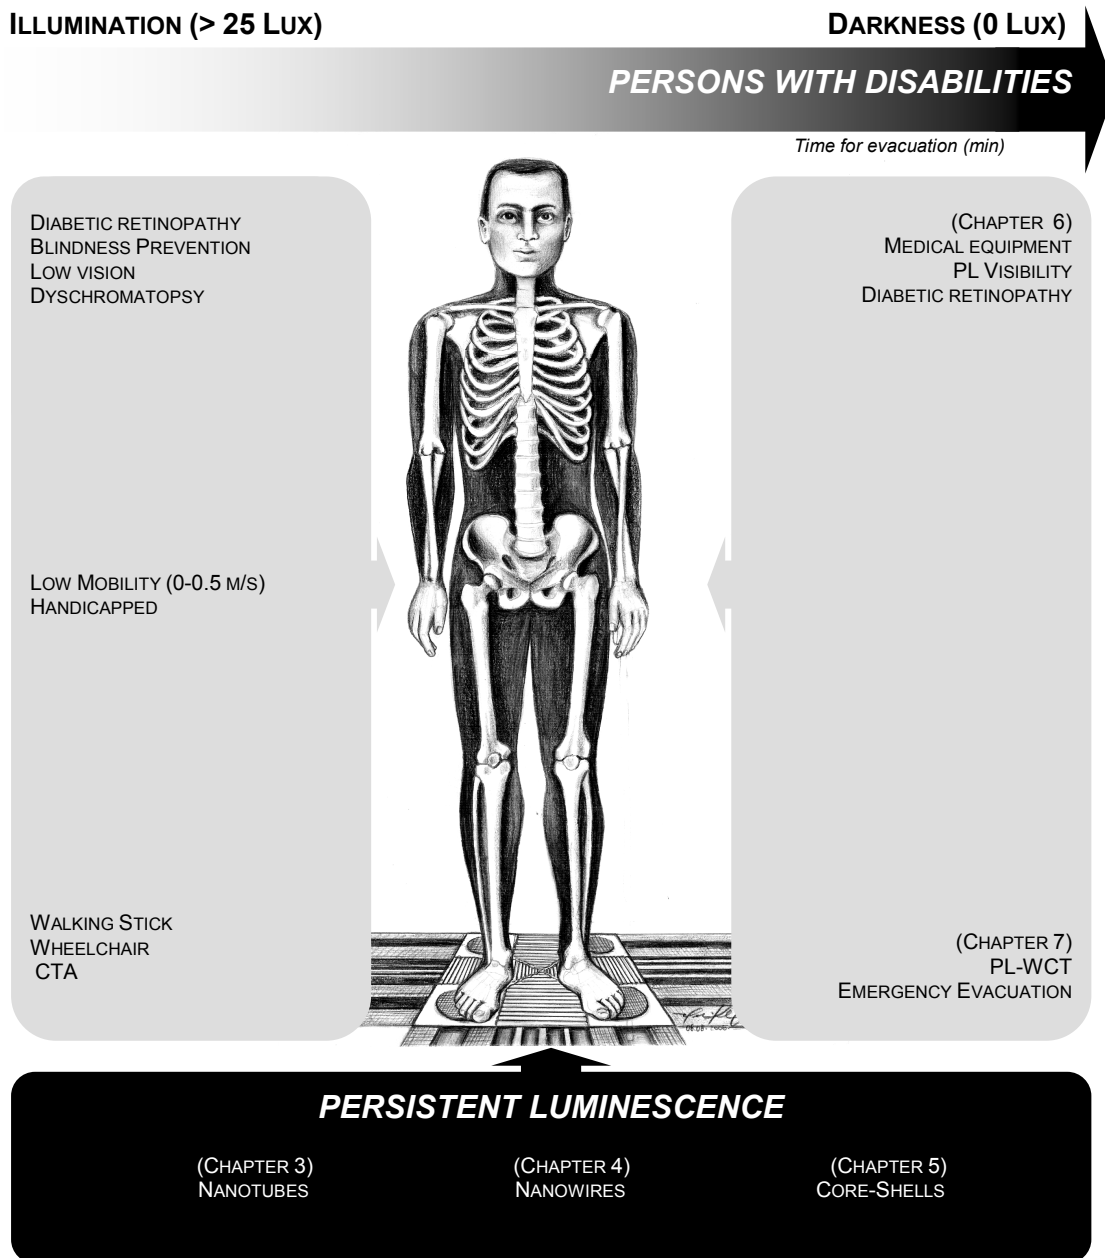 ILLUMINATION (> 25 LUX)
DARKNESS (0 LUX)
PERSONS WITH DISABILITIES
Time for evacuation (min)
DIABETIC RETINOPATHY
BLINDNESS PREVENTION
LOW VISION
DYSCHROMATOPSY
(CHAPTER 6)
MEDICAL EQUIPMENT
PL VISIBILITY
DIABETIC RETINOPATHY
LOW MOBILITY (0-0.5 M/S)
HANDICAPPED
WALKING STICK
WHEELCHAIR
CTA
(CHAPTER 7)
PL-WCT
EMERGENCY EVACUATION
PERSISTENT LUMINESCENCE
(CHAPTER 3)
NANOTUBES
(CHAPTER 4)
NANOWIRES
(CHAPTER 5)
CORE-SHELLS